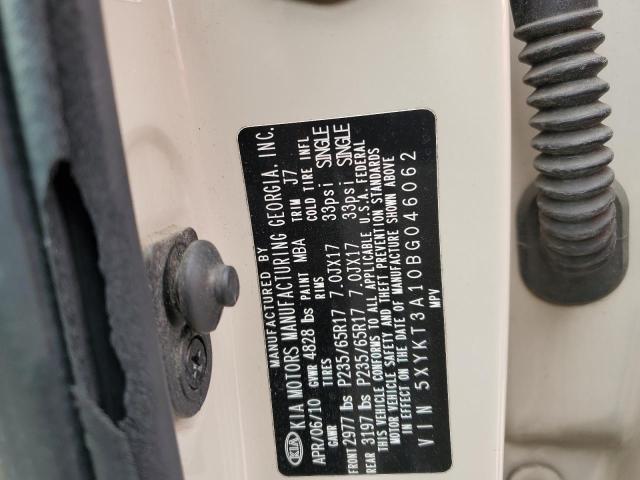 MANUFACTURED BY
KIA KIA MOTORS MANUFACTURING GEORGIA, INC.
APR/06/10 GVWR 4828 lbs PAINT MBA TRIM J7
GAWR TIRES RIMS COLD TIRE INFL
FRONT 2977 lbs P235/65R17 7.0JX17 33psi SINGLE
REAR 3197 lbs P235/65R17 7.0JX17 33psi SINGLE
THIS VEHICLE CONFORMS TO ALL APPLICABLE U.S.A. FEDERAL
MOTOR VEHICLE SAFETY AND THEFT PREVENTION STANDARDS
IN EFFECT ON THE DATE OF MANUFACTURE SHOWN ABOVE
VIN 5XYKT3A10BG046062
MPV